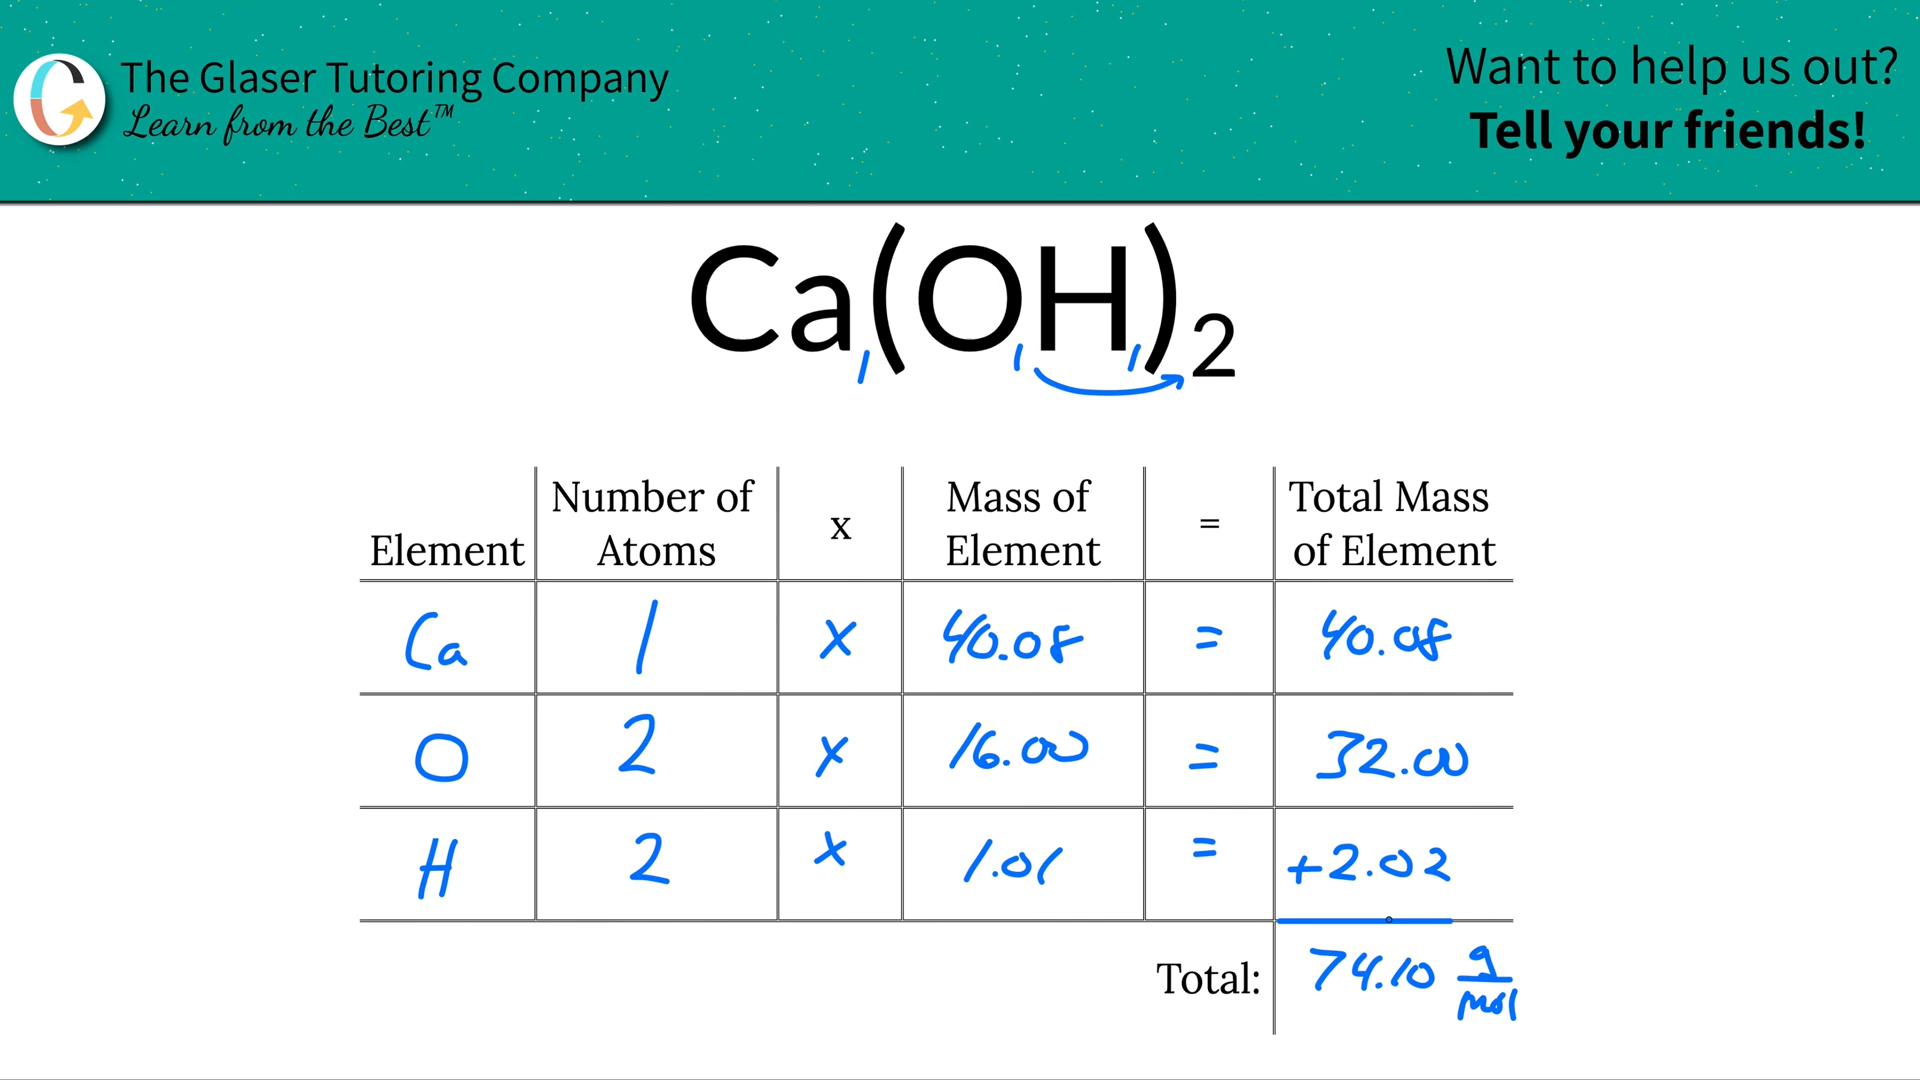 The Glaser Tutoring Company
Learn from the Best™
Want to help us out?
Tell your friends!
Ca(OH)2
1 1 1
Element Number of Atoms x Mass of Element = Total Mass of Element
Ca 1 x 40.08 = 40.08
O 2 x 16.00 = 32.00
H 2 x 1.01 = +2.02
Total: 74.10 g/mol